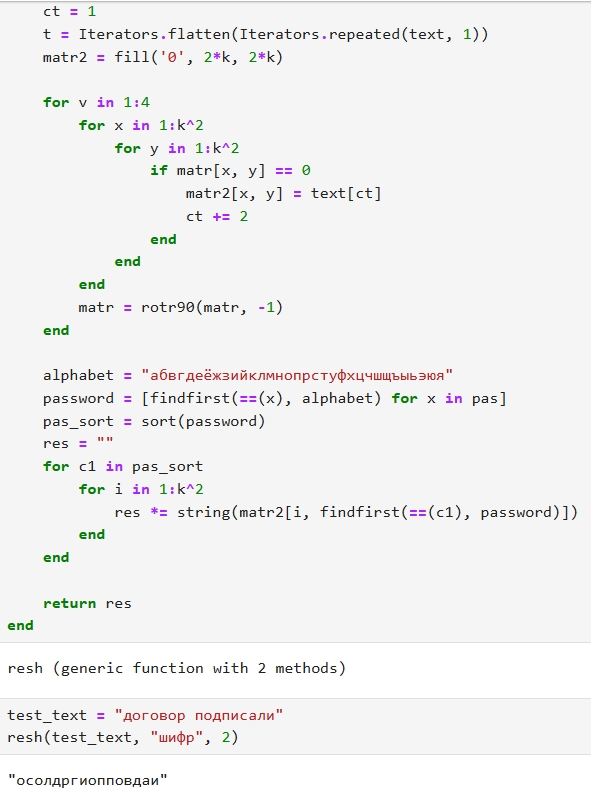 ct = 1
t = Iterators.flatten(Iterators.repeated(text, 1))
matr2 = fill('0', 2*k, 2*k)
for v in 1:4
for x in 1:k^2
for y in 1:k^2
if matr[x, y] == 0
matr2[x, y] = text[ct]
ct += 2
end
end
end
matr = rotr90(matr, -1)
end
alphabet = "абвгдеёжзийклмнопрстуфхцчшщъыьэюя"
password = [findfirst(==(x), alphabet) for x in pas]
pas_sort = sort(password)
res = ""
for c1 in pas_sort
for i in 1:k^2
res *= string(matr2[i, findfirst(==(c1), password)])
end
end
return res
end
resh (generic function with 2 methods)
test_text = "договор подписали"
resh(test_text, "шифр", 2)
"осолдргиопповдаи"